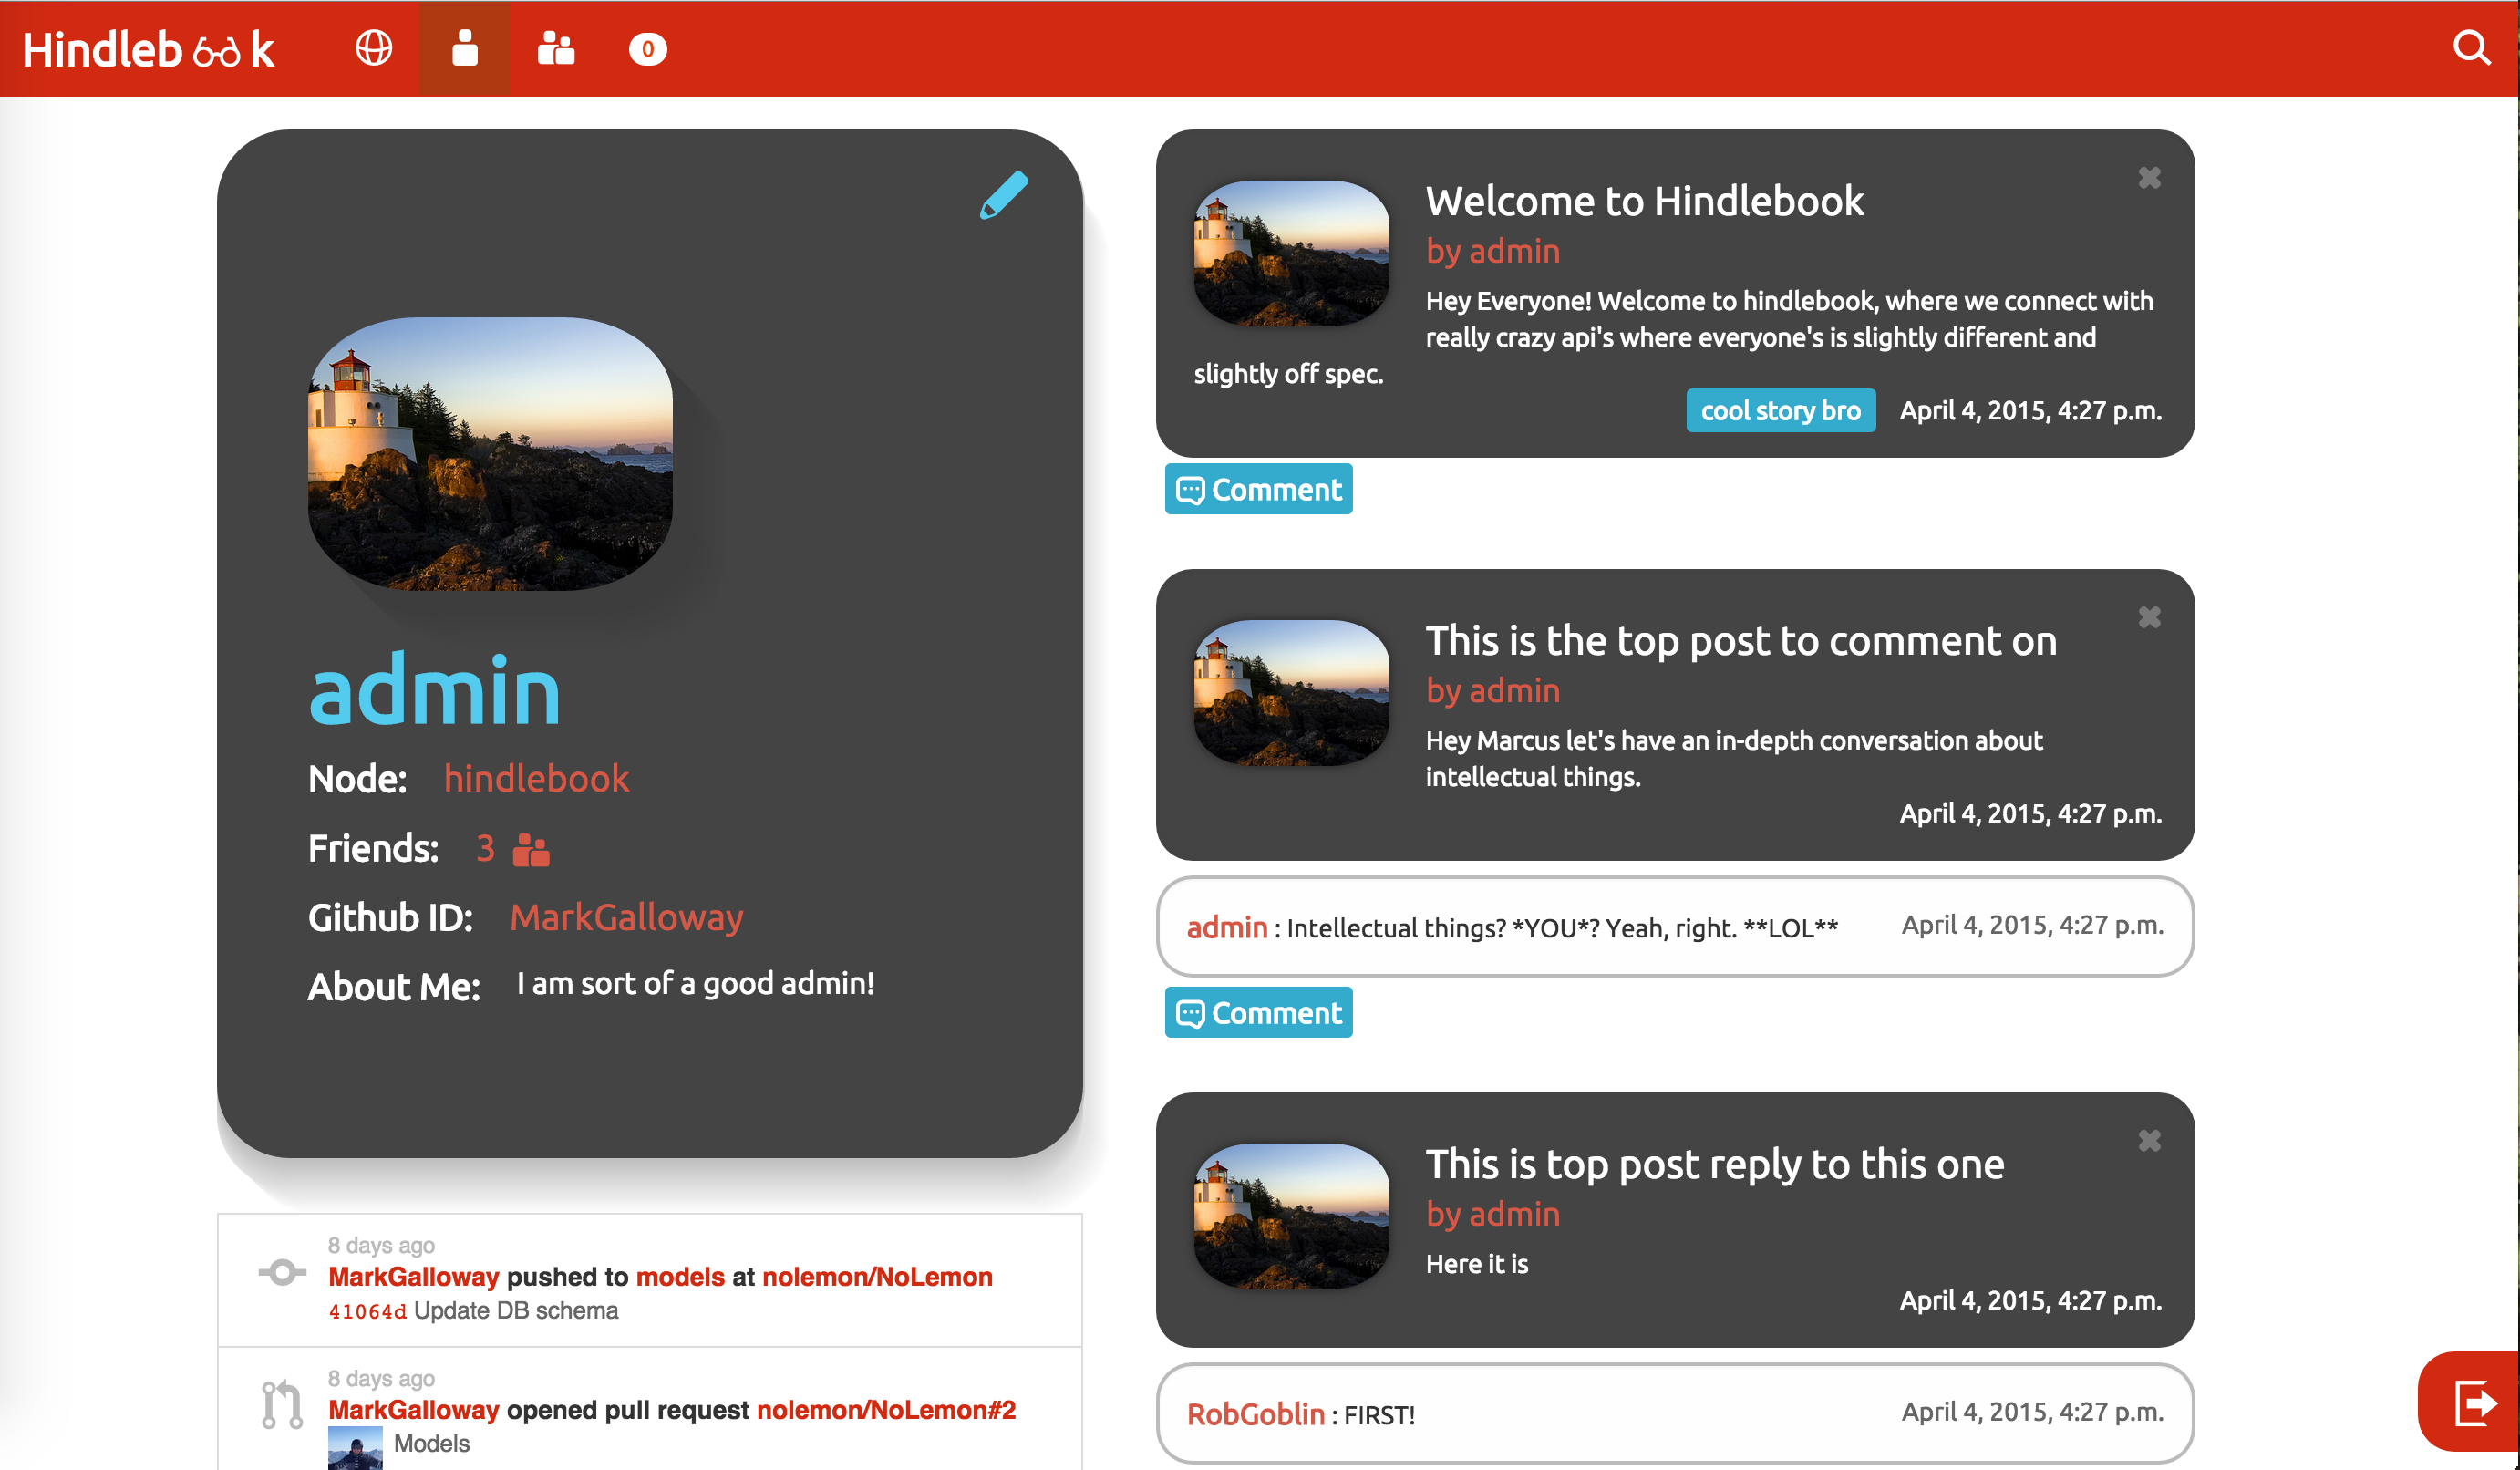 Hindleb k
0
admin
Node: hindlebook
Friends: 3
Github ID: MarkGalloway
About Me: I am sort of a good admin!
8 days ago
MarkGalloway pushed to models at nolemon/NoLemon
41064d Update DB schema
8 days ago
MarkGalloway opened pull request nolemon/NoLemon#2
Models
Welcome to Hindlebook
by admin
Hey Everyone! Welcome to hindlebook, where we connect with
really crazy api's where everyone's is slightly different and
slightly off spec.
cool story bro April 4, 2015, 4:27 p.m.
Comment
This is the top post to comment on
by admin
Hey Marcus let's have an in-depth conversation about
intellectual things.
April 4, 2015, 4:27 p.m.
admin : Intellectual things? *YOU*? Yeah, right. **LOL** April 4, 2015, 4:27 p.m.
Comment
This is top post reply to this one
by admin
Here it is
April 4, 2015, 4:27 p.m.
RobGoblin : FIRST! April 4, 2015, 4:27 p.m.